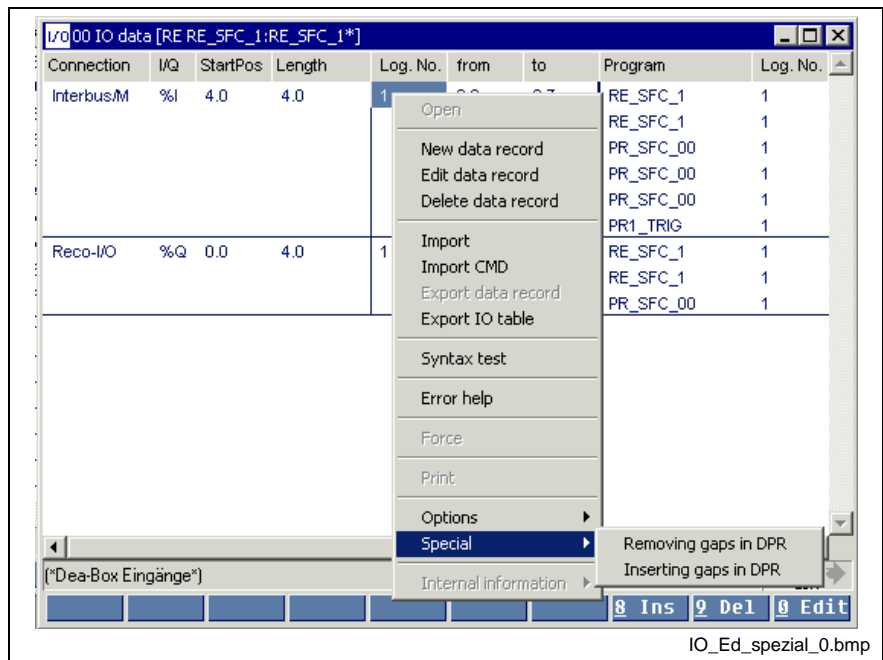 I/O 00 IO data [RE RE_SFC_1:RE_SFC_1*]
Connection I/Q StartPos Length Log. No. from to Program Log. No.
Interbus/M %I 4.0 4.0 1 RE_SFC_1 1
RE_SFC_1 1
PR_SFC_00 1
PR_SFC_00 1
PR_SFC_00 1
PR1_TRIG 1
Reco-I/O %Q 0.0 4.0 1 RE_SFC_1 1
RE_SFC_1 1
PR_SFC_00 1
Open
New data record
Edit data record
Delete data record
Import
Import CMD
Export data record
Export IO table
Syntax test
Error help
Force
Print
Options
Special
Internal information
Removing gaps in DPR
Inserting gaps in DPR
(*Dea-Box Eingänge*)
8 Ins 9 Del 0 Edit
IO_Ed_spezial_0.bmp